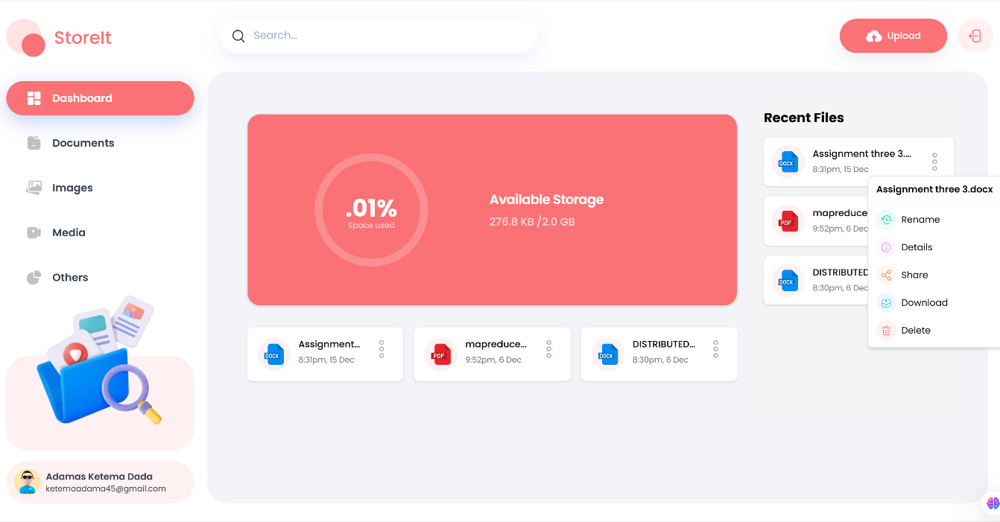 StoreIt
Search...
Upload
Dashboard
Documents
Images
Media
Others
Adamas Ketema Dada
ketemaadama45@gmail.com
.01%
Space used
Available Storage
276.8 KB /2.0 GB
DOCX
Assignment...
8:31pm, 15 Dec
PDF
mapreduce...
9:52pm, 6 Dec
DOCX
DISTRIBUTED...
8:30pm, 6 Dec
Recent Files
DOCX
Assignment three 3....
8:31pm, 15 Dec
PDF
mapreduce
9:52pm, 6 Dec
DOCX
DISTRIBUTED
8:30pm, 6 Dec
Assignment three 3.docx
Rename
Details
Share
Download
Delete